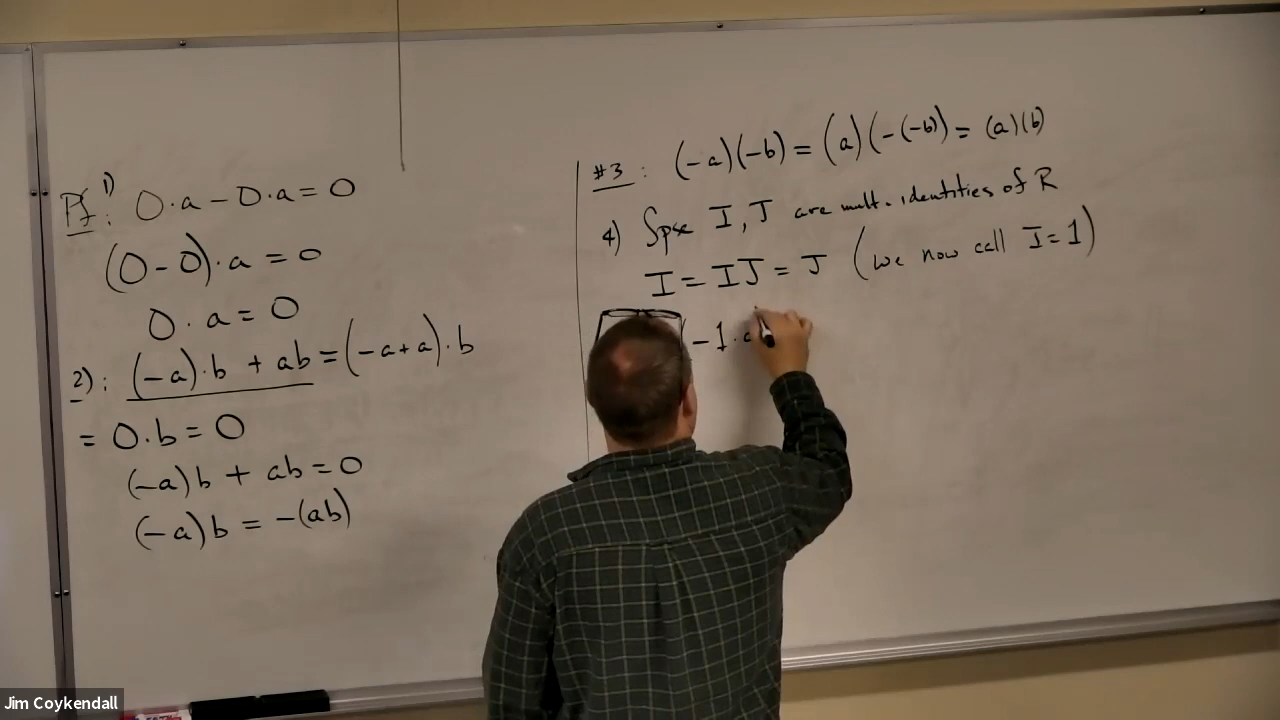 Pf: 1) 0·a - 0·a = 0
(0-0)·a = 0
0·a = 0
2): (-a)·b + ab = (-a+a)·b
= 0·b = 0
(-a)b + ab = 0
(-a)b = -(ab)
#3: (-a)(-b) = (a)(-(-b)) = (a)(b)
4) Spse I, J are mult. identities of R
I = IJ = J (we now call I=1)
-1·a
Jim Coykendall